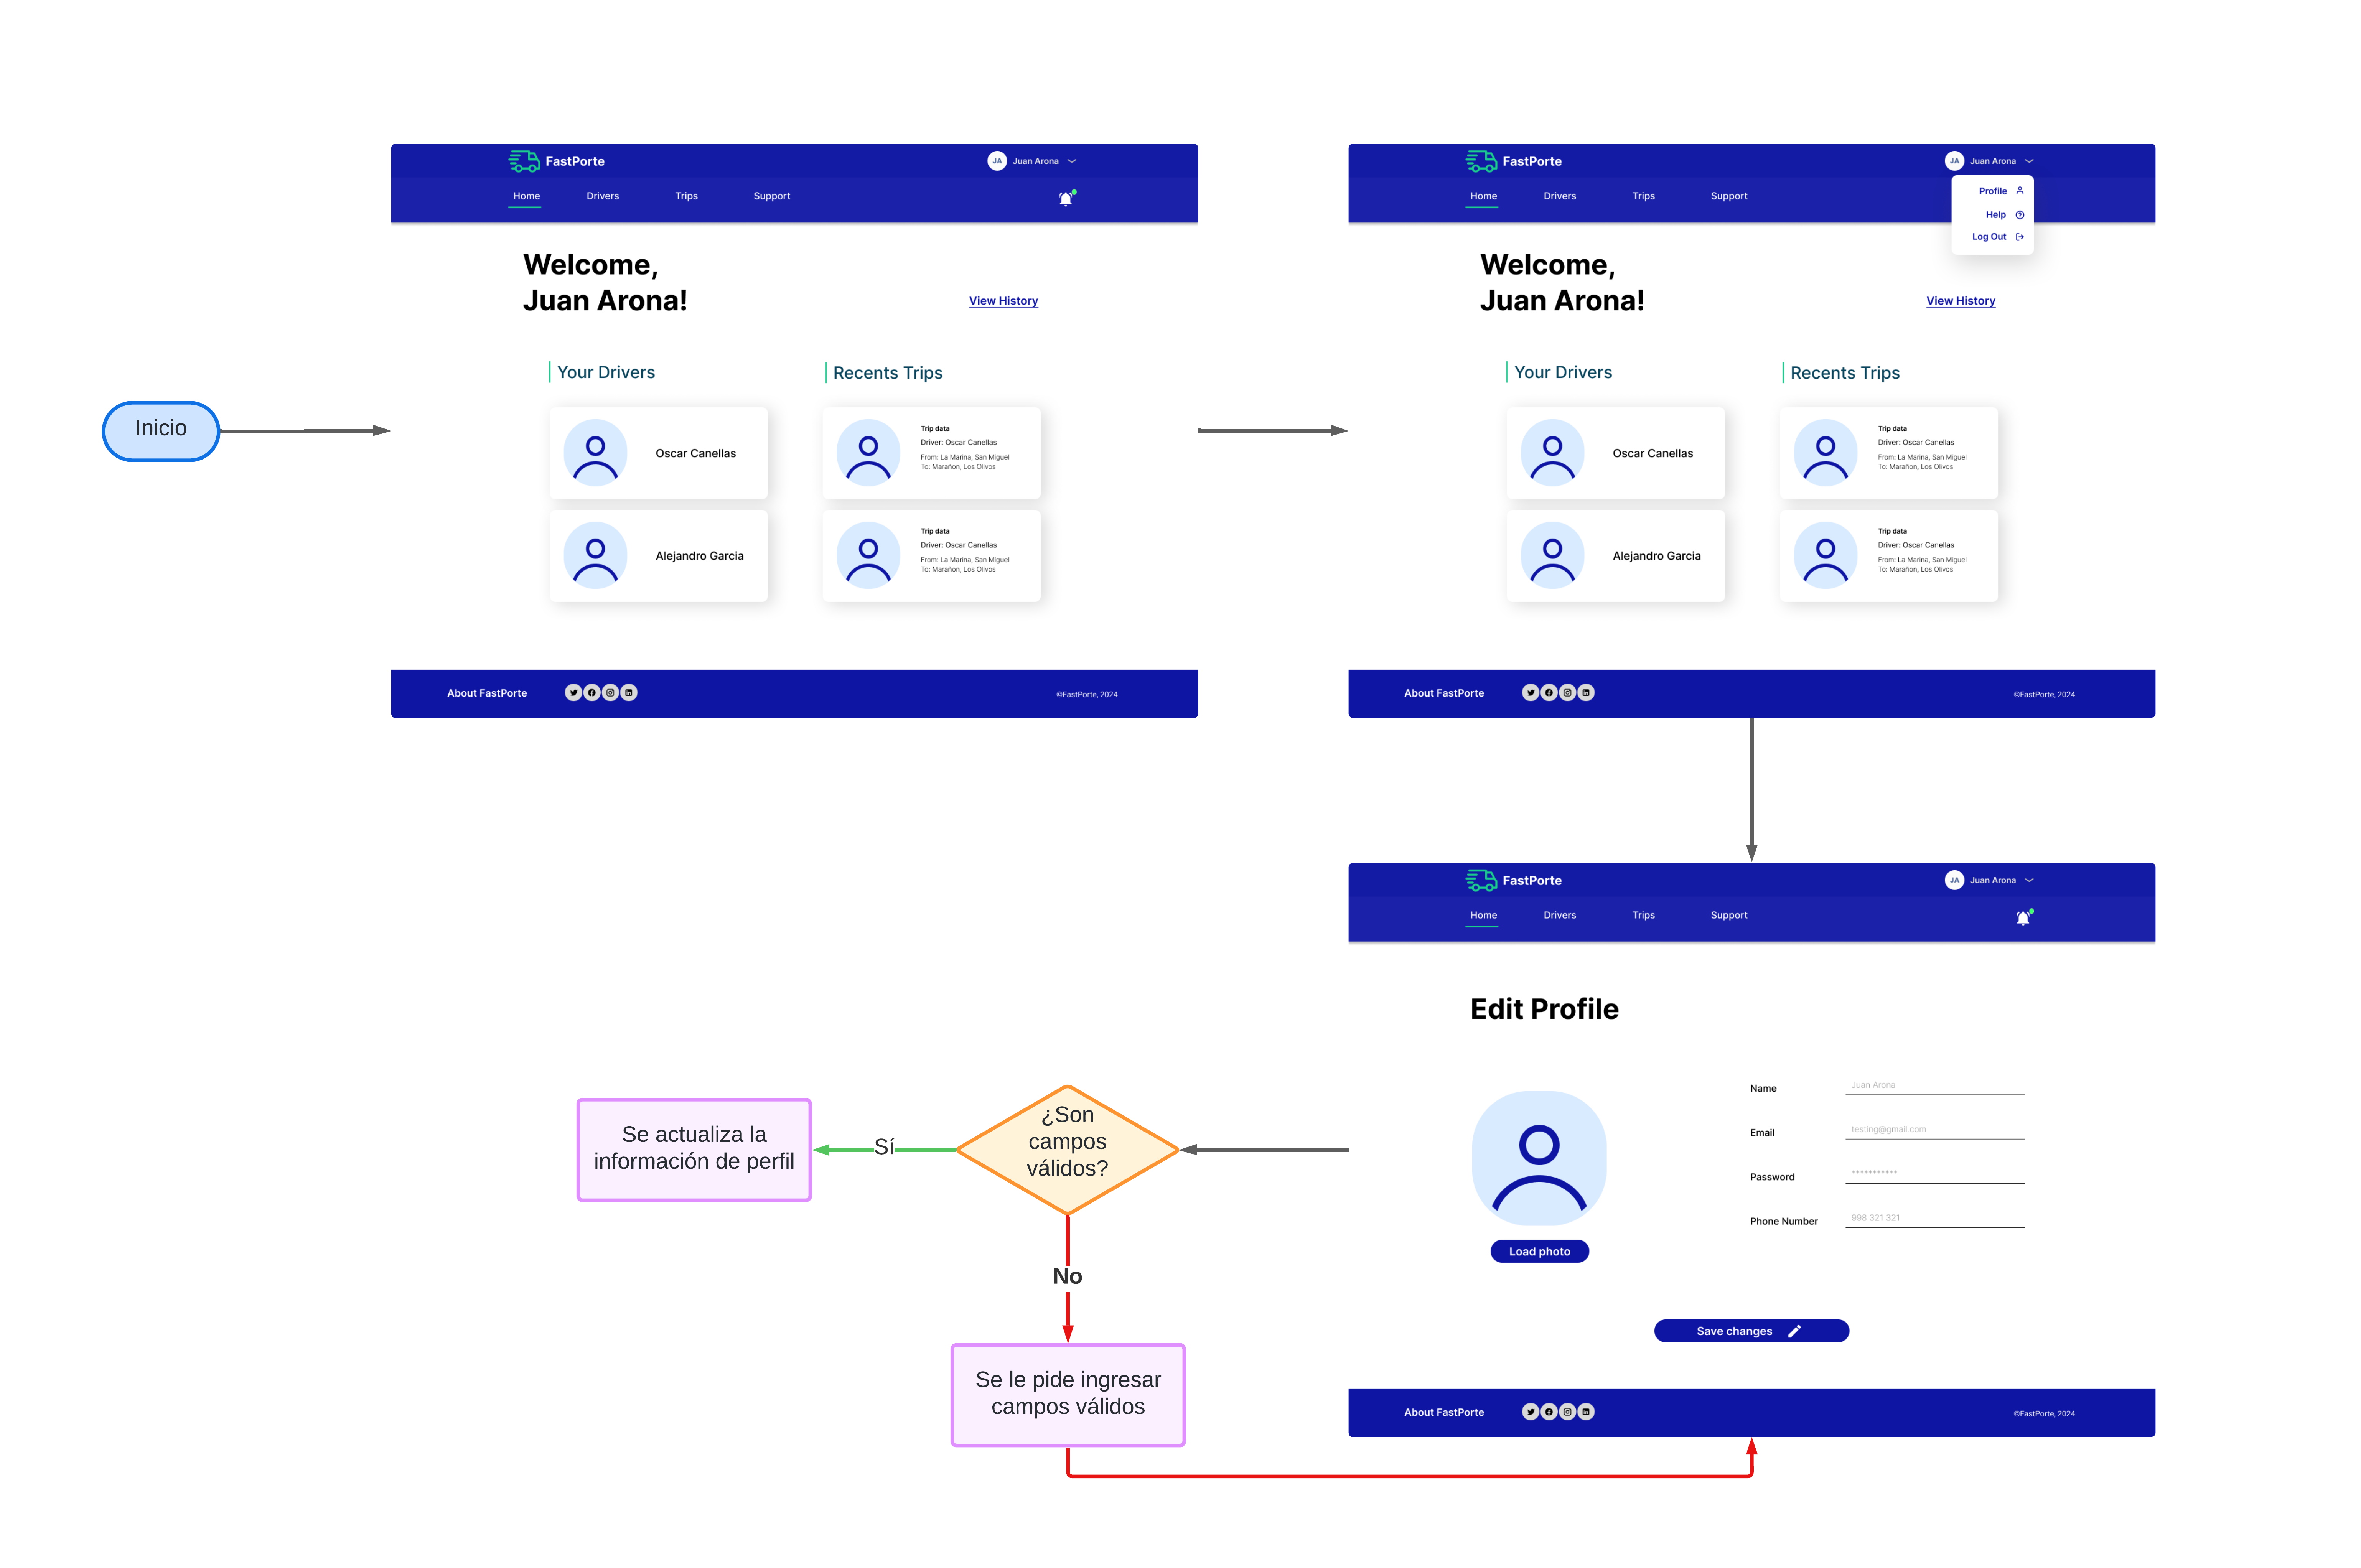 Inicio
FastPorte
JA
Juan Arona
Home
Drivers
Trips
Support
Welcome,
Juan Arona!
View History
Your Drivers
Recents Trips
Oscar Canellas
Trip data
Driver: Oscar Canellas
From: La Marina, San Miguel
To: Marañon, Los Olivos
Alejandro Garcia
Trip data
Driver: Oscar Canellas
From: La Marina, San Miguel
To: Marañon, Los Olivos
About FastPorte
©FastPorte, 2024
FastPorte
JA
Juan Arona
Home
Drivers
Trips
Support
Profile
Help
Log Out
Welcome,
Juan Arona!
View History
Your Drivers
Recents Trips
Oscar Canellas
Trip data
Driver: Oscar Canellas
From: La Marina, San Miguel
To: Marañon, Los Olivos
Alejandro Garcia
Trip data
Driver: Oscar Canellas
From: La Marina, San Miguel
To: Marañon, Los Olivos
About FastPorte
©FastPorte, 2024
FastPorte
JA
Juan Arona
Home
Drivers
Trips
Support
Edit Profile
Name
Juan Arona
Email
testing@gmail.com
Password
***********
Phone Number
998 321 321
Load photo
Save changes
About FastPorte
©FastPorte, 2024
¿Son
campos
válidos?
Sí
Se actualiza la
información de perfil
No
Se le pide ingresar
campos válidos